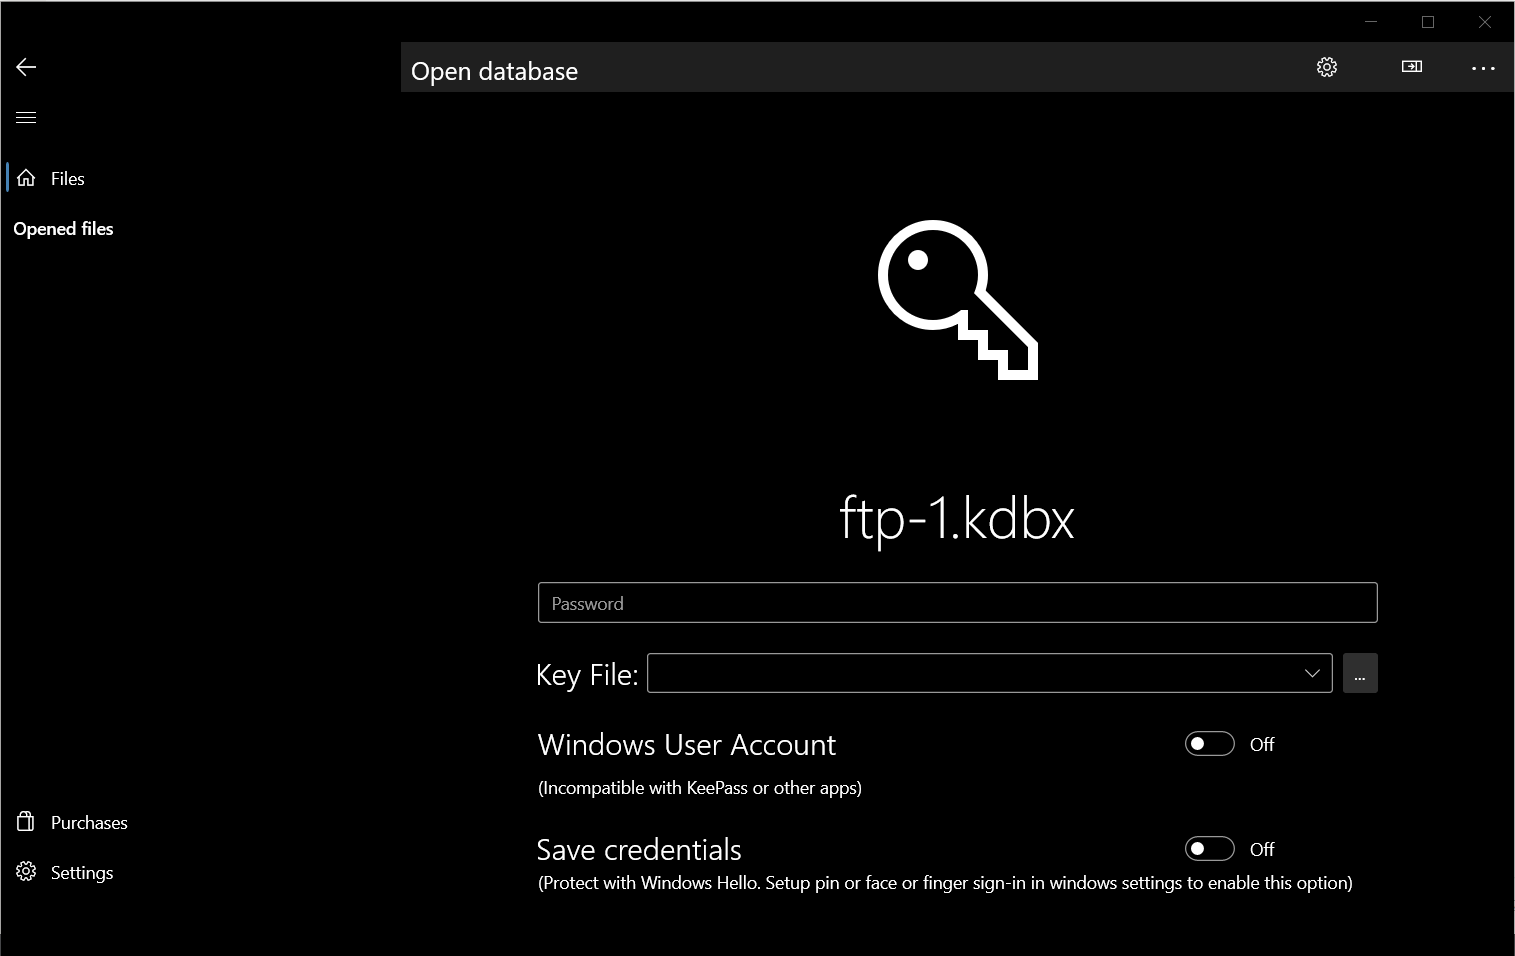 Open database
Files
Opened files
ftp-1.kdbx
Password
Key File:
...
Windows User Account
Off
(Incompatible with KeePass or other apps)
Save credentials
Off
(Protect with Windows Hello. Setup pin or face or finger sign-in in windows settings to enable this option)
Purchases
Settings